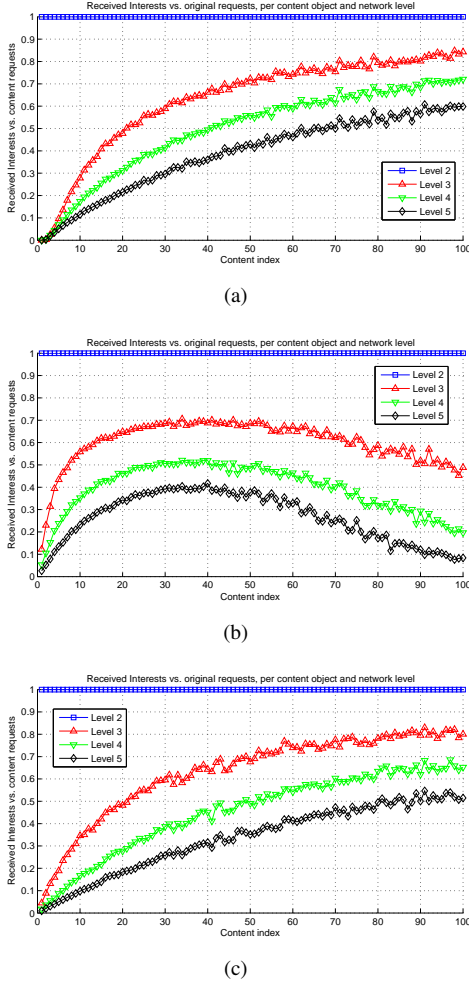 Received Interests vs. original requests, per content object and network level
1
0.9
0.8
0.7
0.6
0.5
0.4
0.3
0.2
0.1
0
Received Interests vs. content requests
0 10 20 30 40 50 60 70 80 90 100
Content index
Level 2
Level 3
Level 4
Level 5
(a)
Received Interests vs. original requests, per content object and network level
1
0.9
0.8
0.7
0.6
0.5
0.4
0.3
0.2
0.1
0
Received Interests vs. content requests
0 10 20 30 40 50 60 70 80 90 100
Content index
Level 2
Level 3
Level 4
Level 5
(b)
Received Interests vs. original requests, per content object and network level
1
0.9
0.8
0.7
0.6
0.5
0.4
0.3
0.2
0.1
0
Received Interests vs. content requests
0 10 20 30 40 50 60 70 80 90 100
Content index
Level 2
Level 3
Level 4
Level 5
(c)